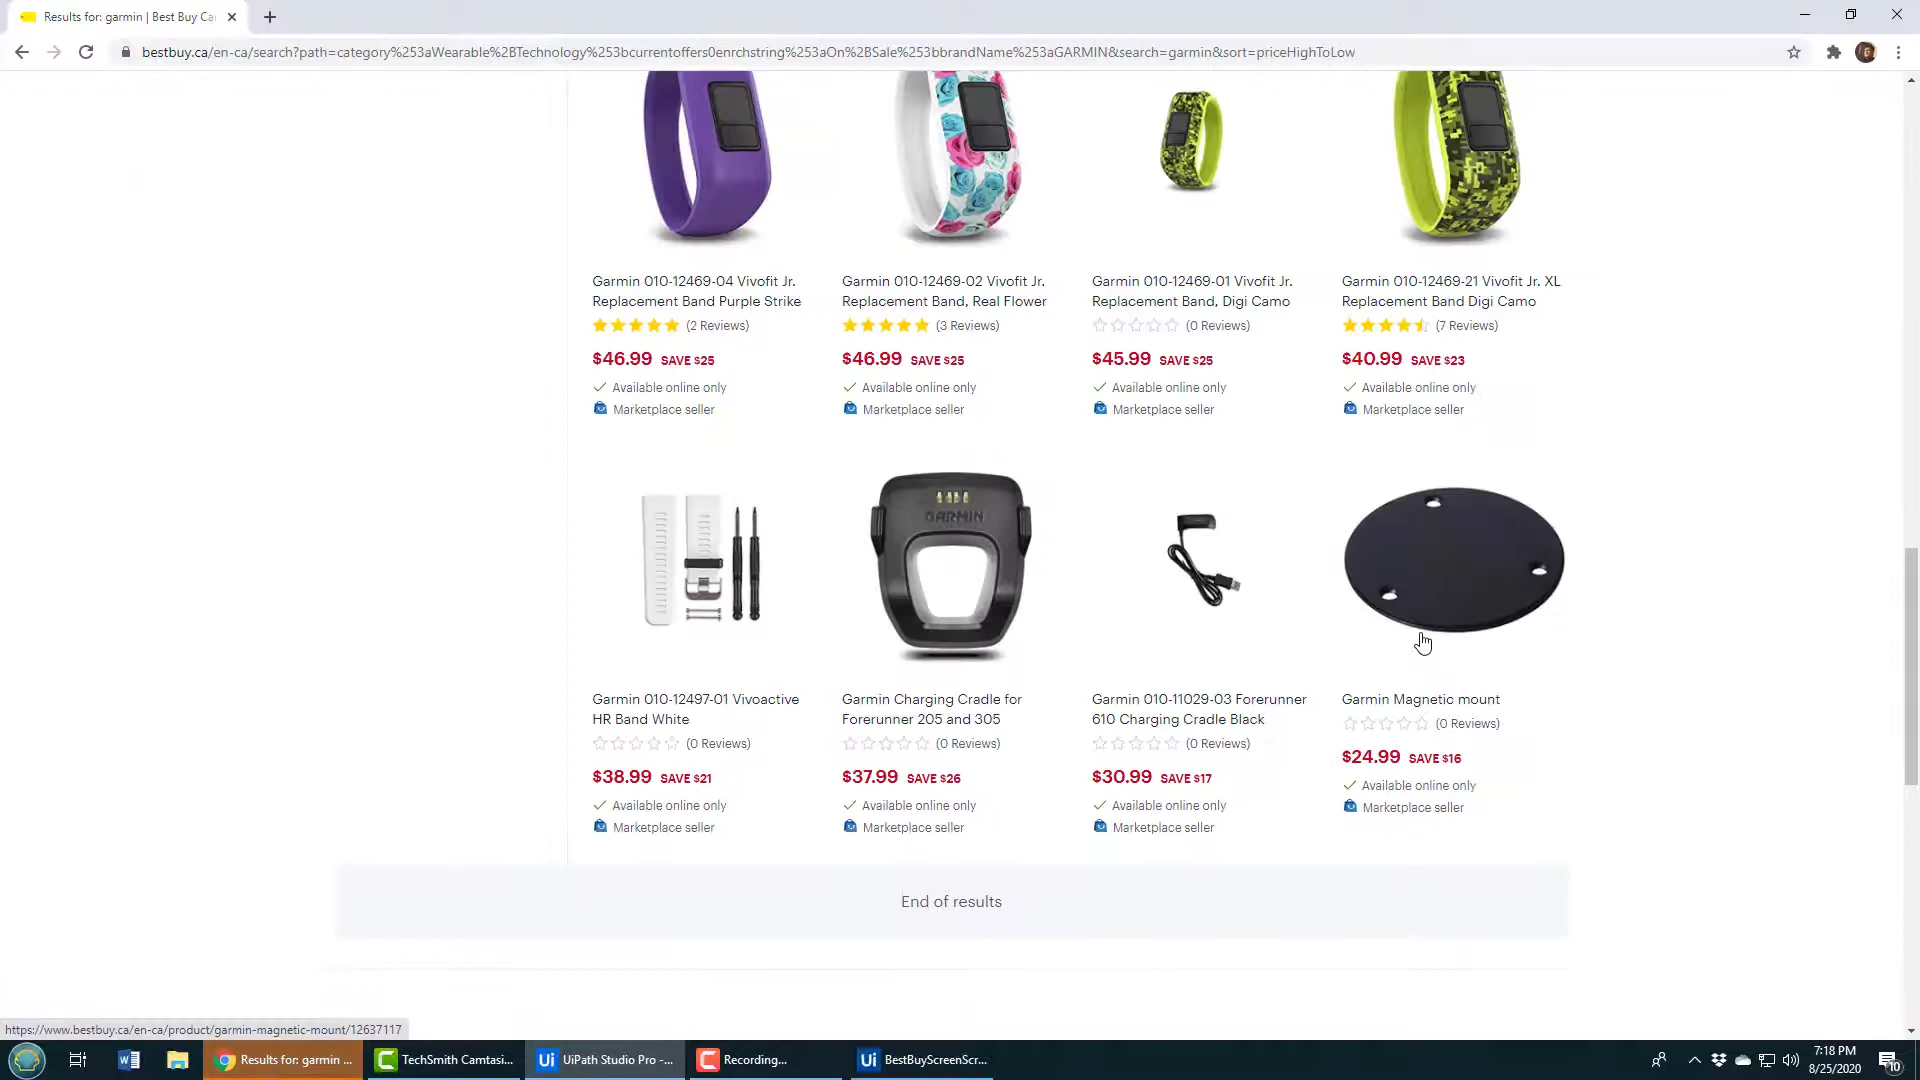 Results for: garmin | Best Buy Ca
bestbuy.ca/en-ca/search?path=category%253aWearable%2BTechnology%253bcurrentoffers0enrchstring%253aOn%2BSale%253bbrandName%253aGARMIN&search=garmin&sort=priceHighToLow
Garmin 010-12469-04 Vivofit Jr.
Replacement Band Purple Strike
(2 Reviews)
$46.99 SAVE $25
Available online only
Marketplace seller
Garmin 010-12469-02 Vivofit Jr.
Replacement Band, Real Flower
(3 Reviews)
$46.99 SAVE $25
Available online only
Marketplace seller
Garmin 010-12469-01 Vivofit Jr.
Replacement Band, Digi Camo
(0 Reviews)
$45.99 SAVE $25
Available online only
Marketplace seller
Garmin 010-12469-21 Vivofit Jr. XL
Replacement Band Digi Camo
(7 Reviews)
$40.99 SAVE $23
Available online only
Marketplace seller
GARMIN
Garmin 010-12497-01 Vivoactive
HR Band White
(0 Reviews)
$38.99 SAVE $21
Available online only
Marketplace seller
Garmin Charging Cradle for
Forerunner 205 and 305
(0 Reviews)
$37.99 SAVE $26
Available online only
Marketplace seller
Garmin 010-11029-03 Forerunner
610 Charging Cradle Black
(0 Reviews)
$30.99 SAVE $17
Available online only
Marketplace seller
Garmin Magnetic mount
(0 Reviews)
$24.99 SAVE $16
Available online only
Marketplace seller
End of results
https://www.bestbuy.ca/en-ca/product/garmin-magnetic-mount/12637117
Results for: garmin ...
TechSmith Camtasi...
UiPath Studio Pro -...
Recording...
BestBuyScreenScr...
7:18 PM
8/25/2020
10